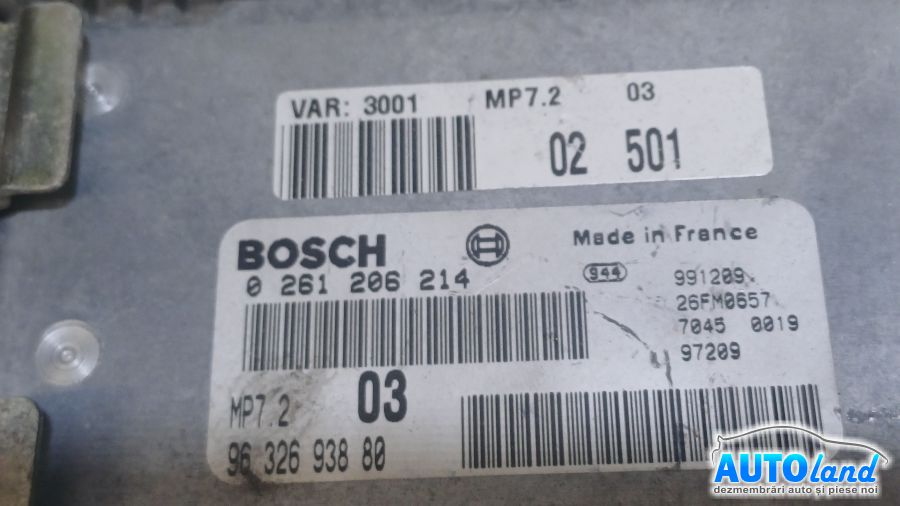 VAR: 3001 MP7.2 03
02 501
BOSCH Made in France
0 261 206 214 944 991209
26FM0657
7045 0019
97209
MP7.2 03
96 326 938 80
AUTOland
dezmembrări auto și piese noi